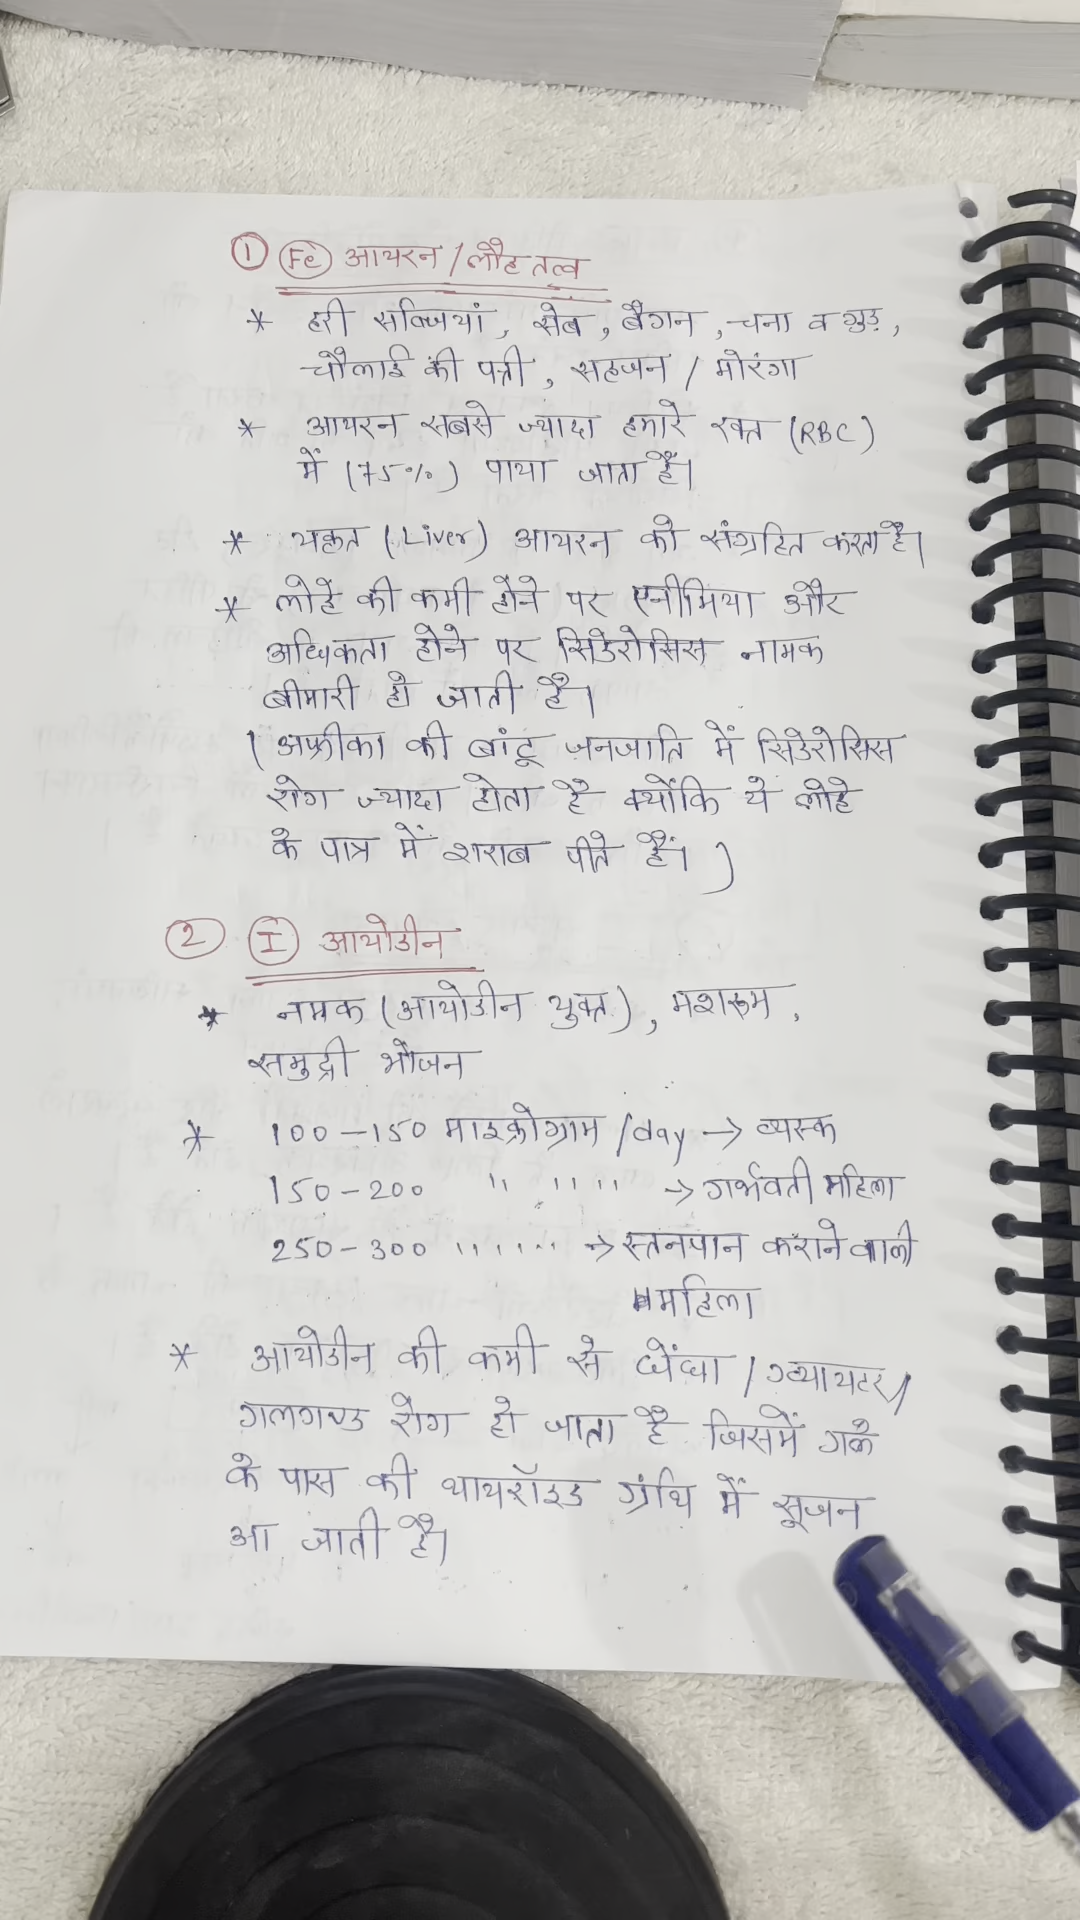 ① Fe आयरन / लौह तत्व
* हरी सब्जियां, सेब, बैंगन, चना व गुड़,
चौलाई की पत्ती, सहजन / मोरंगा
* आयरन सबसे ज्यादा हमारे रक्त (RBC)
में (75%) पाया जाता है।
* यकृत (Liver) आयरन को संग्रहित करता है।
* लोहे की कमी होने पर एनीमिया और
अधिकता होने पर सिडेरोसिस नामक
बीमारी हो जाती है।
(अफ्रीका की बांटू जनजाति में सिडेरोसिस
रोग ज्यादा होता है क्योंकि ये लोहे
के पात्र में शराब पीते हैं। )
② I आयोडीन
* नमक (आयोडीन युक्त), मशरूम,
समुद्री भोजन
* 100-150 माइक्रोग्राम /day → व्यस्क
150-200 '' '' '' → गर्भवती महिला
250-300 '' '' '' → स्तनपान कराने वाली
महिला
* आयोडीन की कमी से घेंघा / ग्वायटर /
गलगण्ड रोग हो जाता है जिसमें गले
के पास की थायरॉइड ग्रंथि में सूजन
आ जाती है।